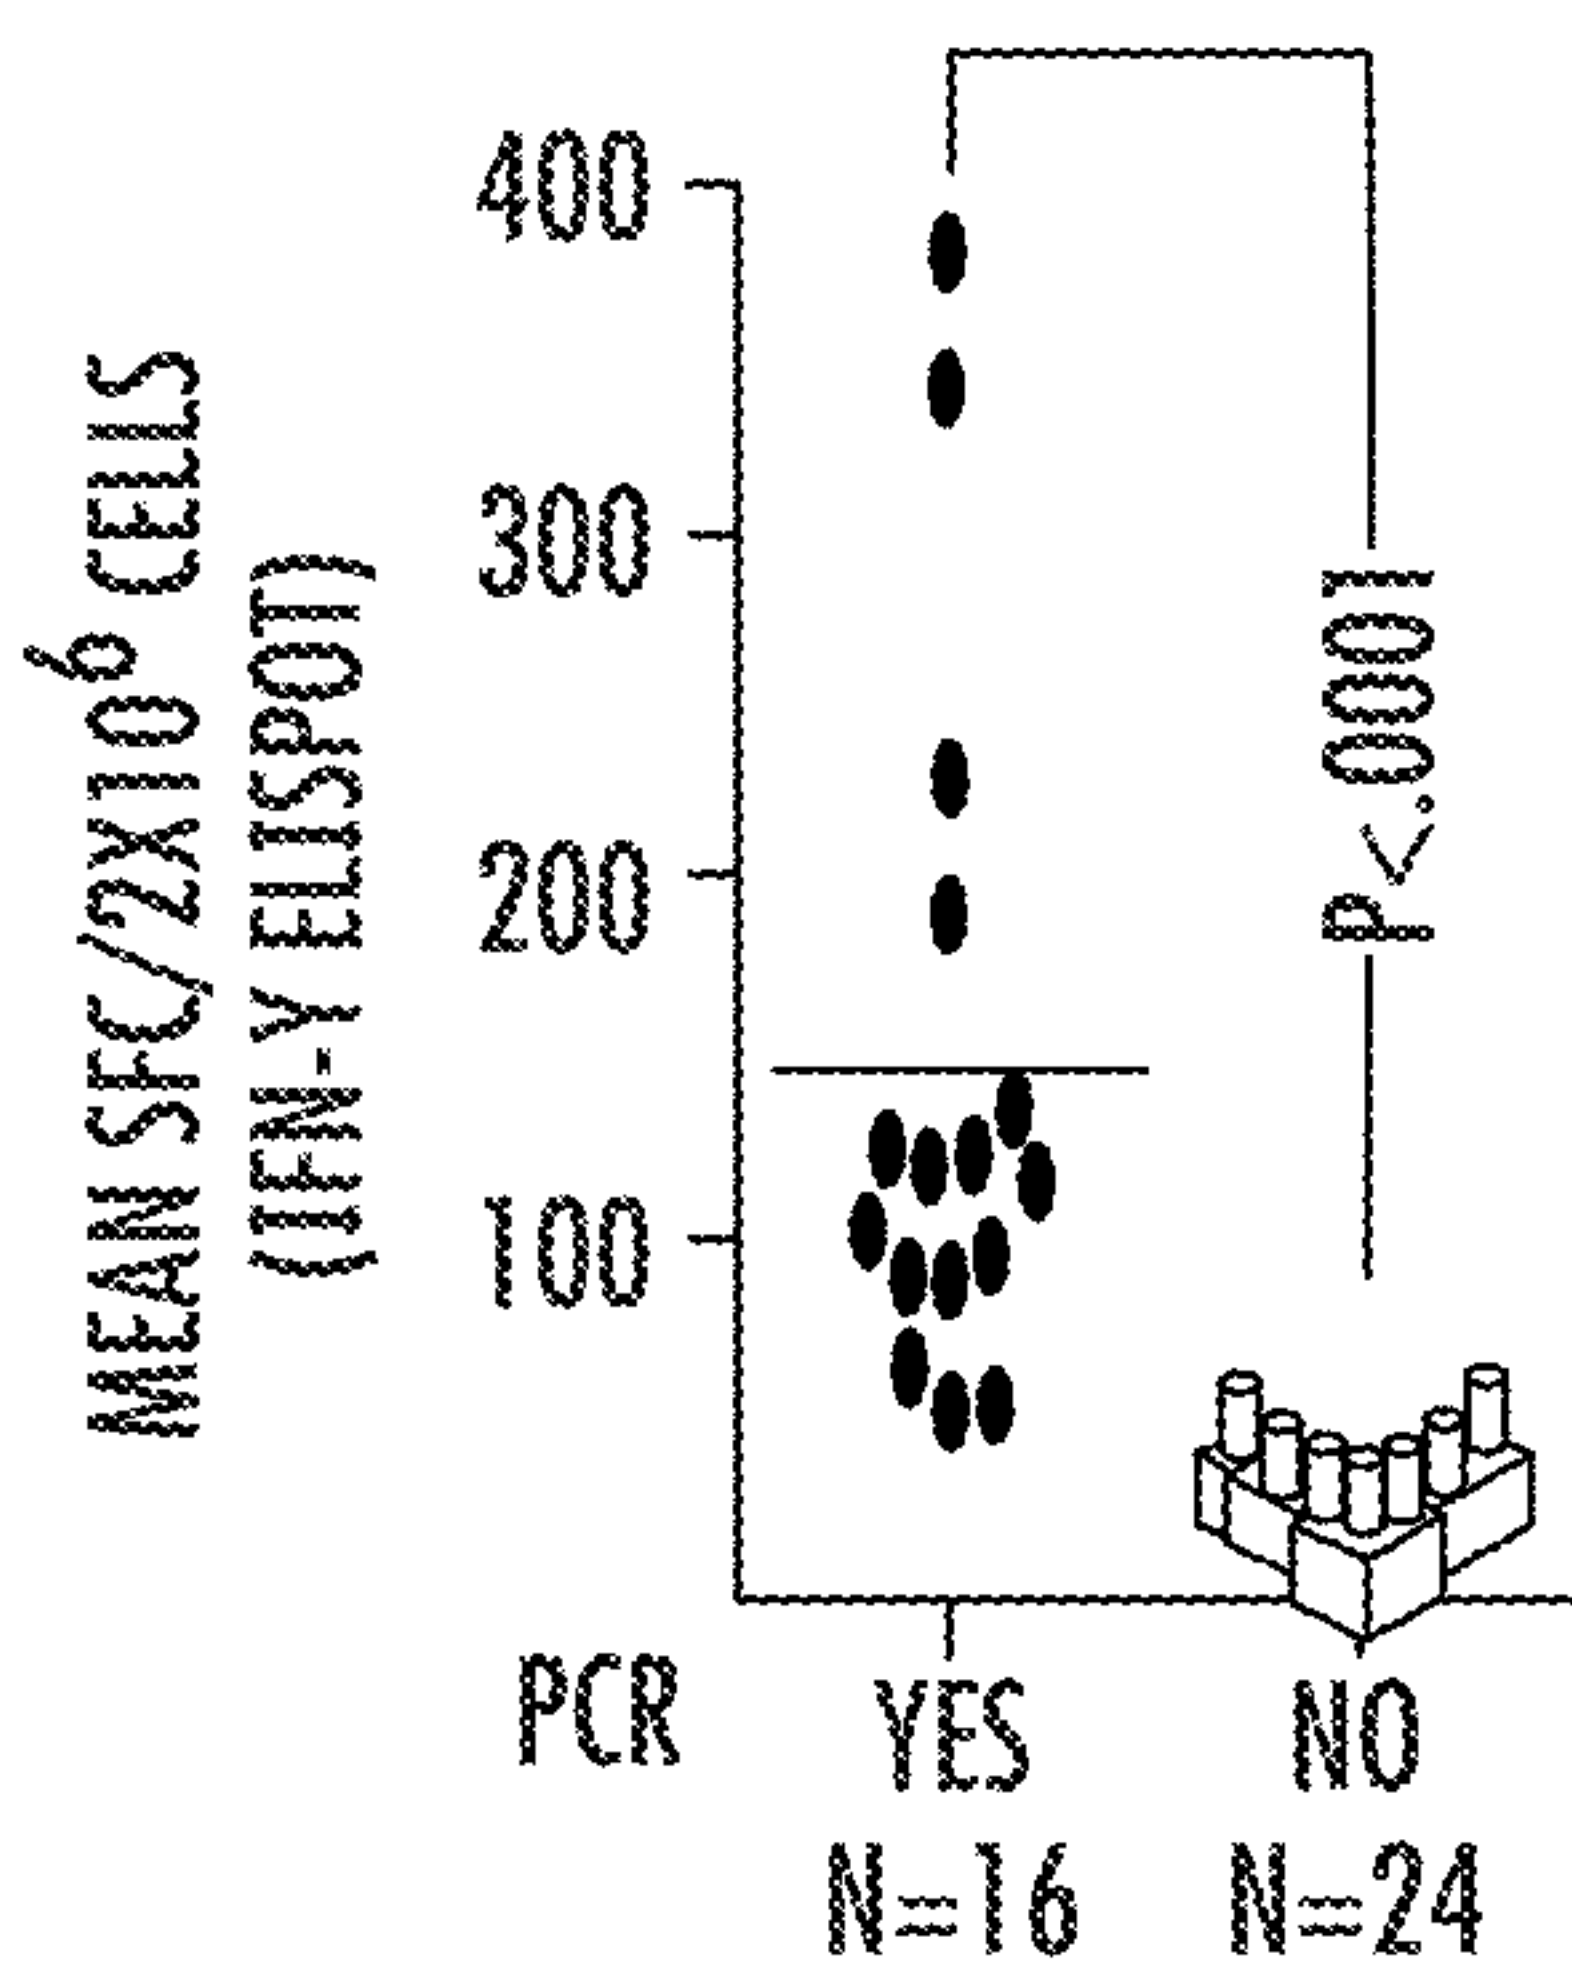 MEAN SFC/2X10⁶ CELLS
(IFN-Y ELISPOT)
400
300
200
100
P<.0001
PCR YES NO
N=16 N=24